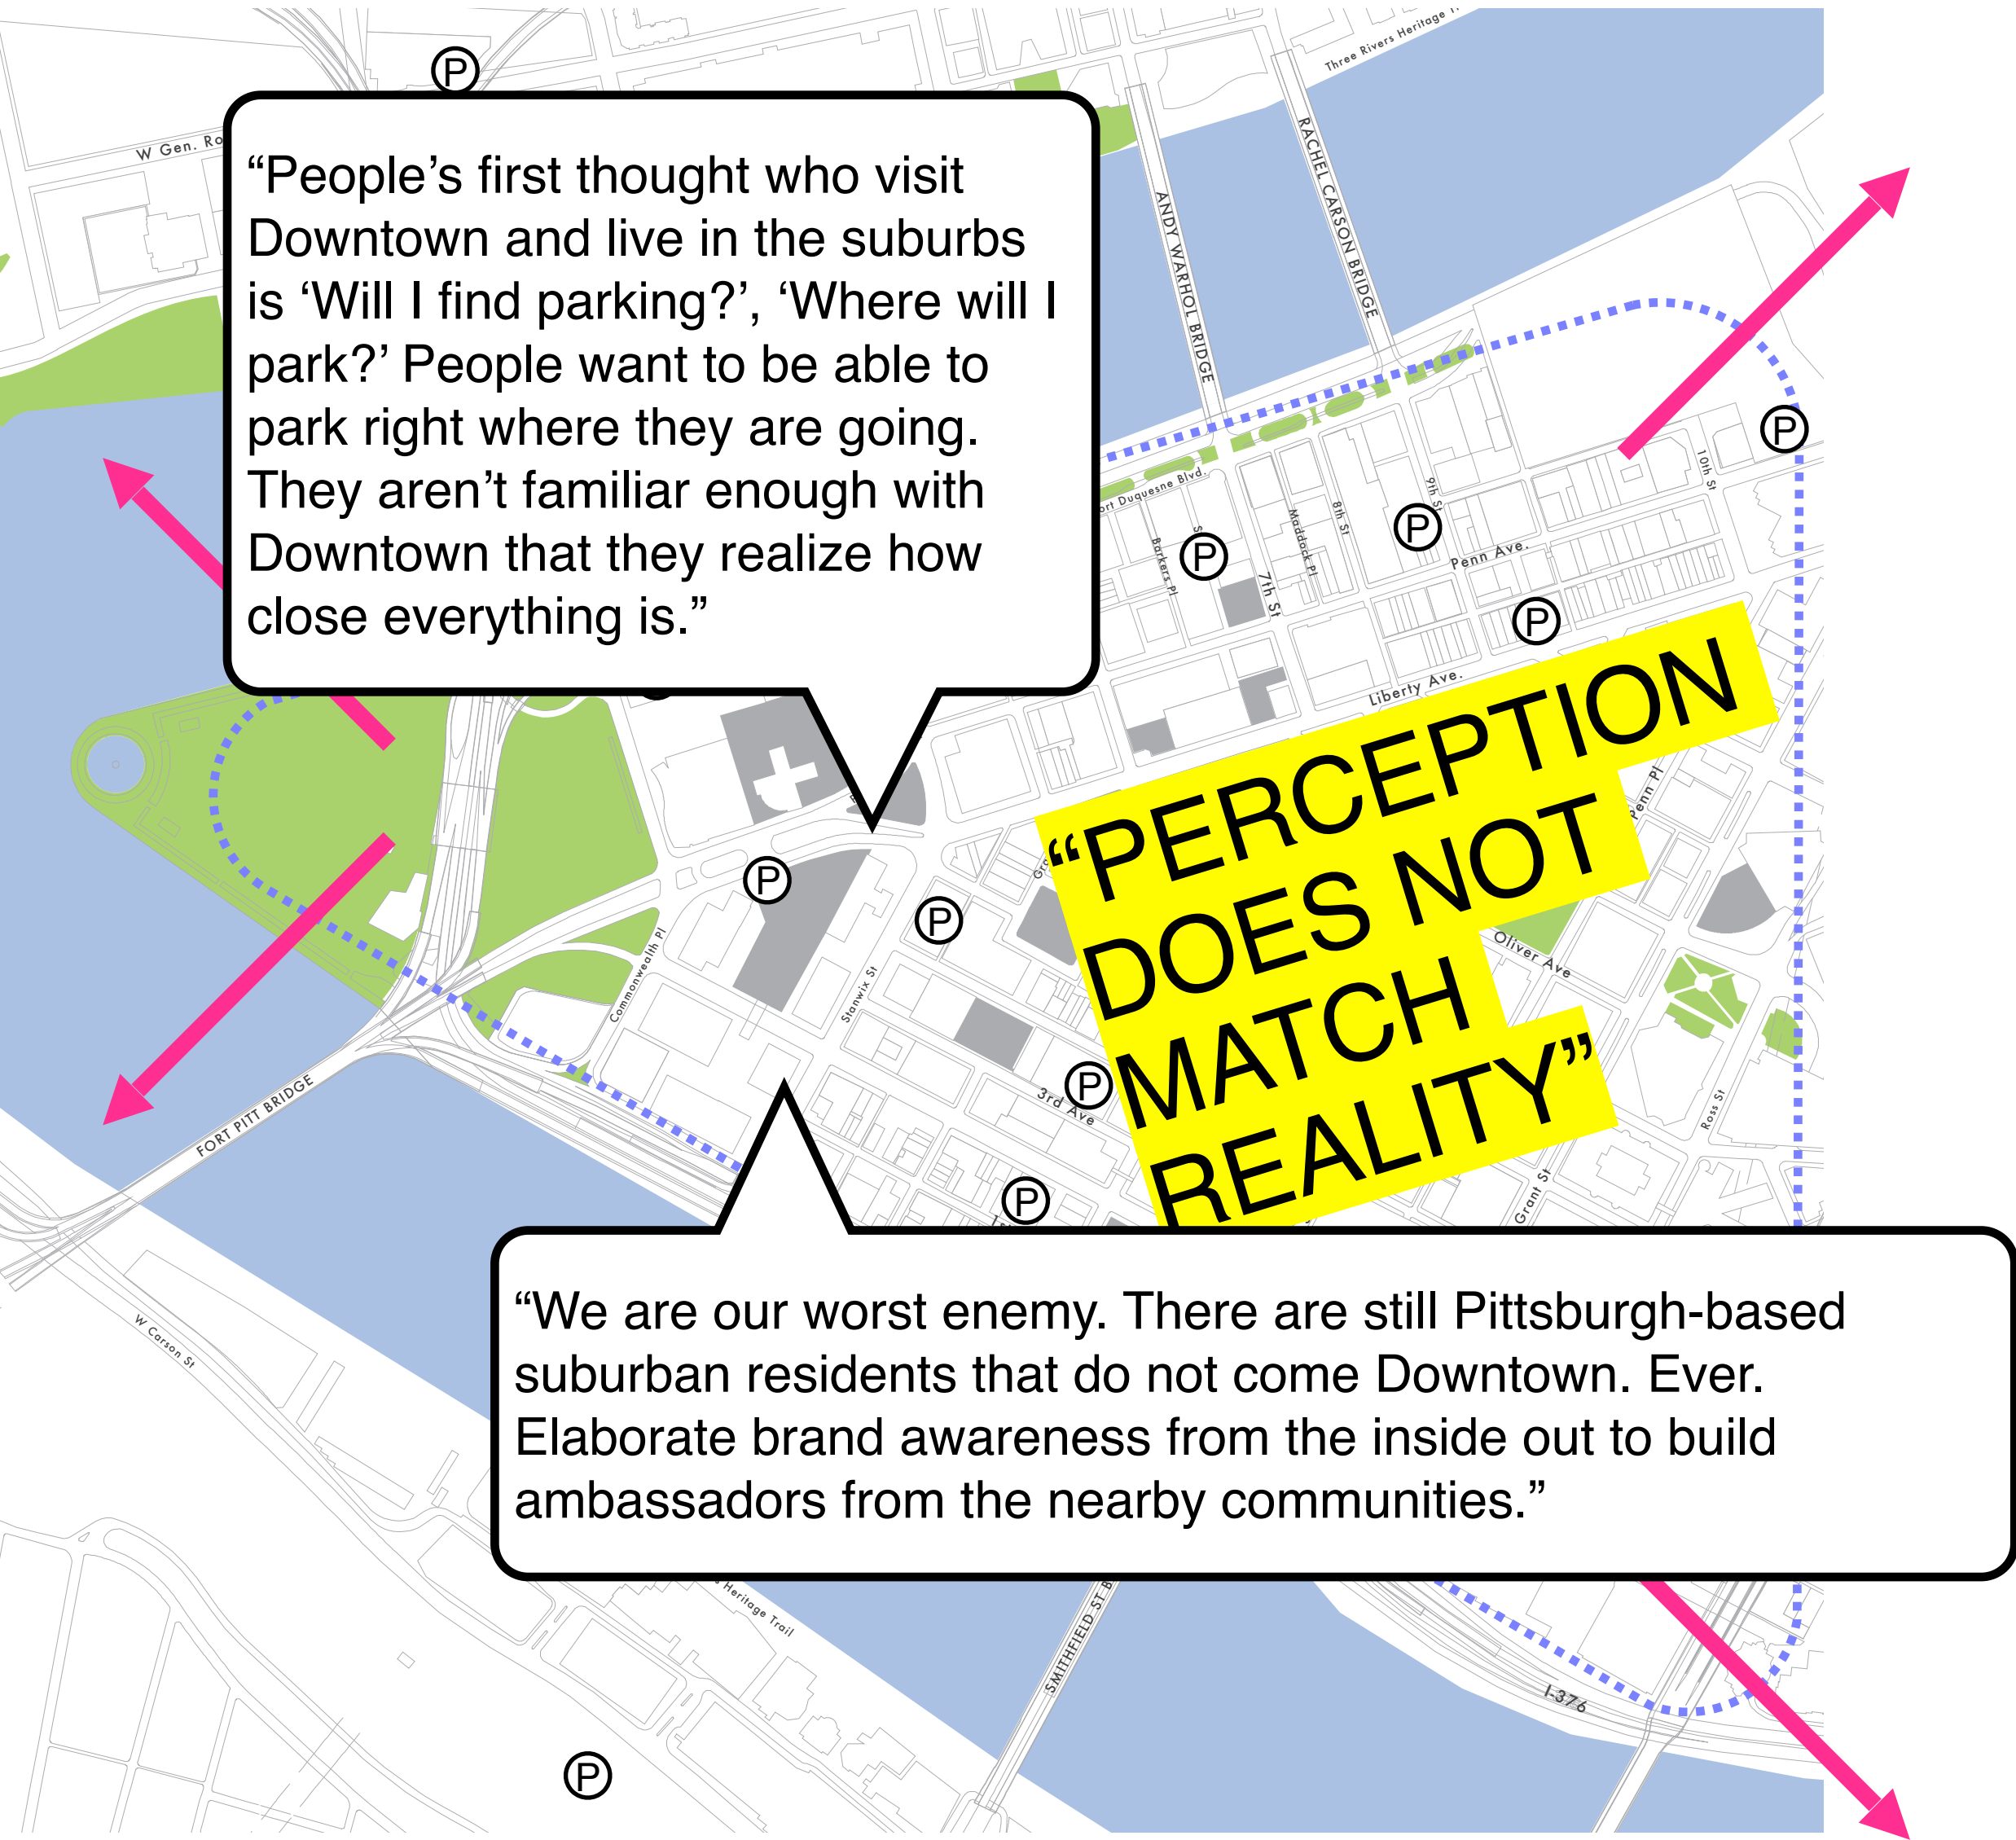 Three Rivers Heritage
P
W Gen.
“People’s first thought who visit
Downtown and live in the suburbs
is ‘Will I find parking?’, ‘Where will I
park?’ People want to be able to
park right where they are going.
They aren’t familiar enough with
Downtown that they realize how
close everything is.”
RACHEL CARSON BRIDGE
ANDY WARHOL BRIDGE
P
10th St
Duquesne Blvd.
9th St
8th St
P
Maddock Pl
Barkers Pl
P
Penn Ave.
7th St
P
Liberty Ave.
“PERCEPTION
DOES NOT
MATCH
REALITY”
Penn Pl
P
P
Oliver Ave
Commonwealth Pl
Stanwix St
P
3rd Ave
Ross St
FORT PITT BRIDGE
P
Grant St
“We are our worst enemy. There are still Pittsburgh-based
suburban residents that do not come Downtown. Ever.
Elaborate brand awareness from the inside out to build
ambassadors from the nearby communities.”
W Carson St
Heritage Trail
SMITHFIELD ST
I-376
P